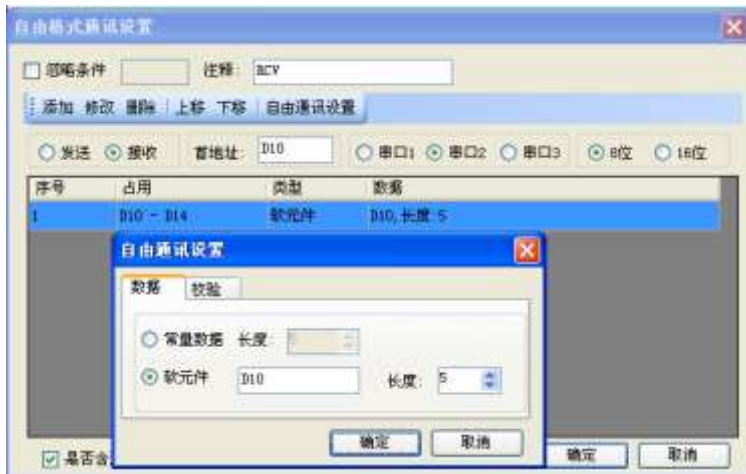 自由格式通讯设置
忽略条件 注释: RCV
添加 修改 删除 上移 下移 自由通讯设置
发送 接收 首地址: D10 串口1 串口2 串口3 8位 16位
序号 占用 类型 数据
1 D10 - D14 软元件 D10,长度:5
自由通讯设置
数据 校验
常量数据 长度
软元件 D10 长度: 5
确定 取消
是否含 确定 取消